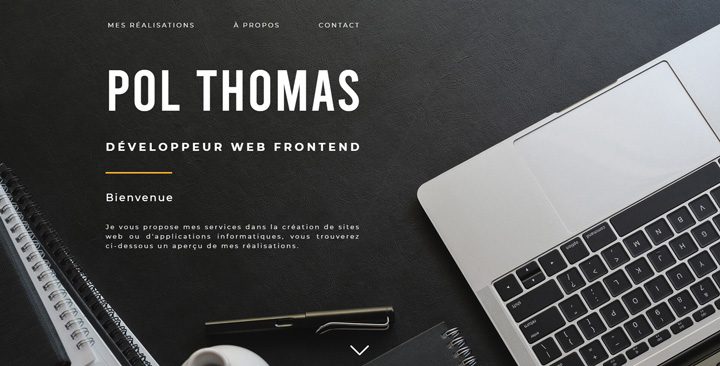 MES RÉALISATIONS À PROPOS CONTACT
POL THOMAS
DÉVELOPPEUR WEB FRONTEND
Bienvenue
Je vous propose mes services dans la création de sites
web ou d'applications informatiques, vous trouverez
ci-dessous un aperçu de mes réalisations.